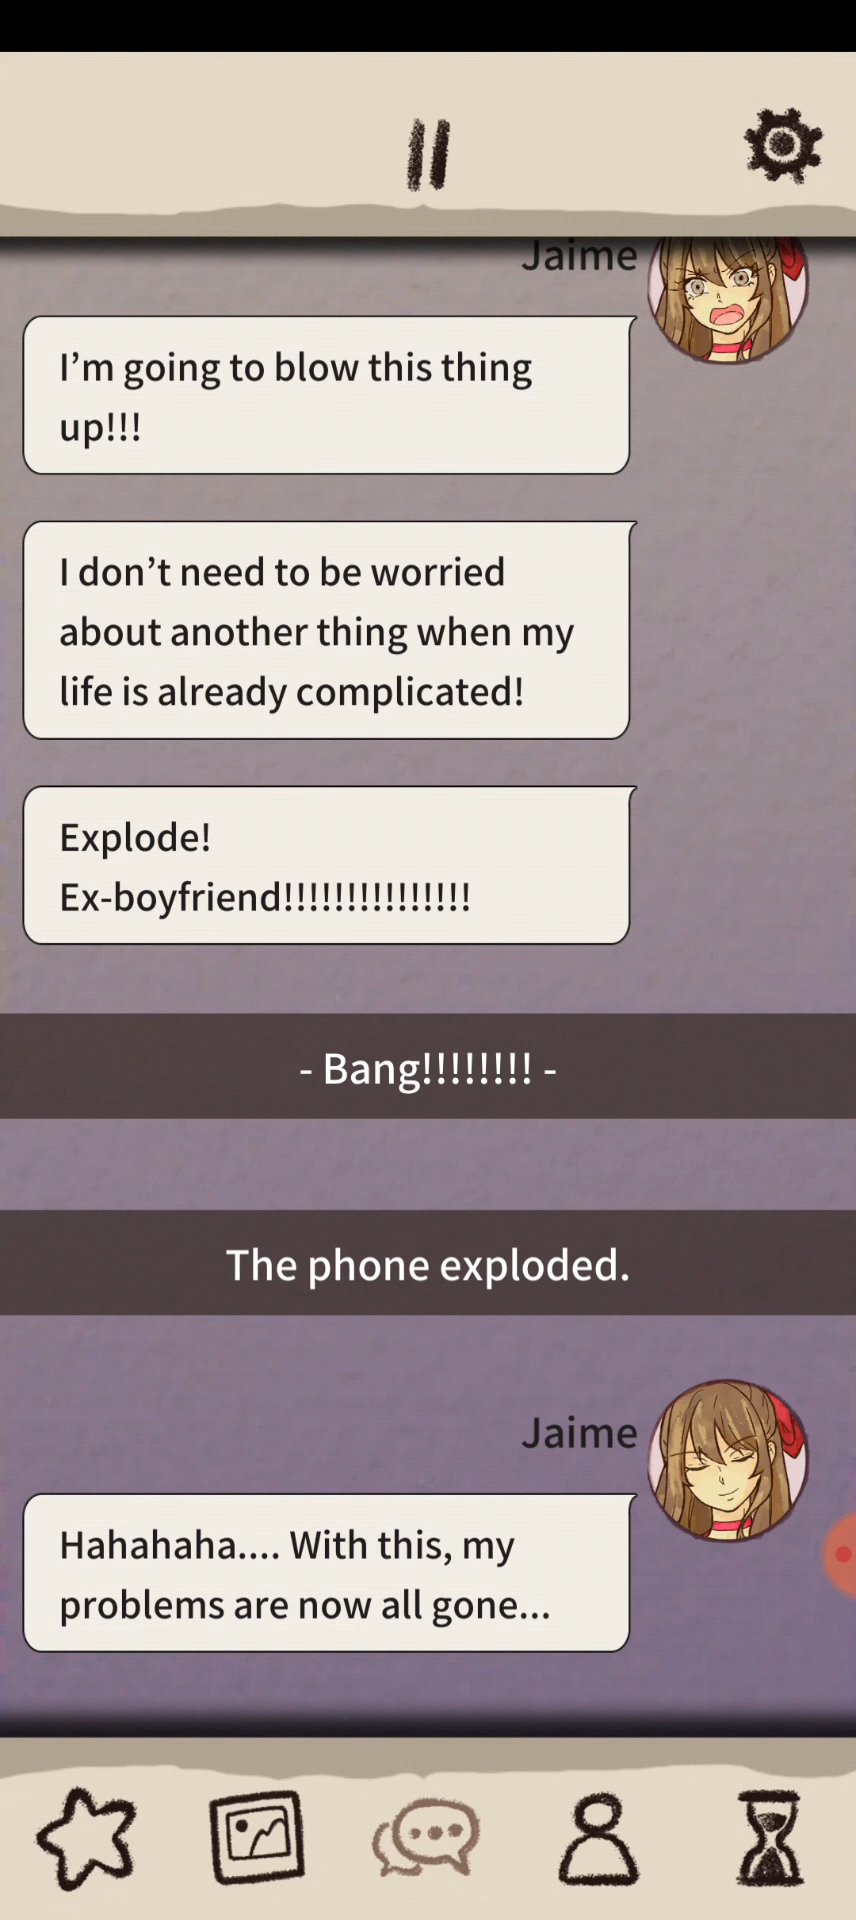 Jaime
I’m going to blow this thing
up!!!
I don’t need to be worried
about another thing when my
life is already complicated!
Explode!
Ex-boyfriend!!!!!!!!!!!!!!!
- Bang!!!!!!!! -
The phone exploded.
Jaime
Hahahaha.... With this, my
problems are now all gone...